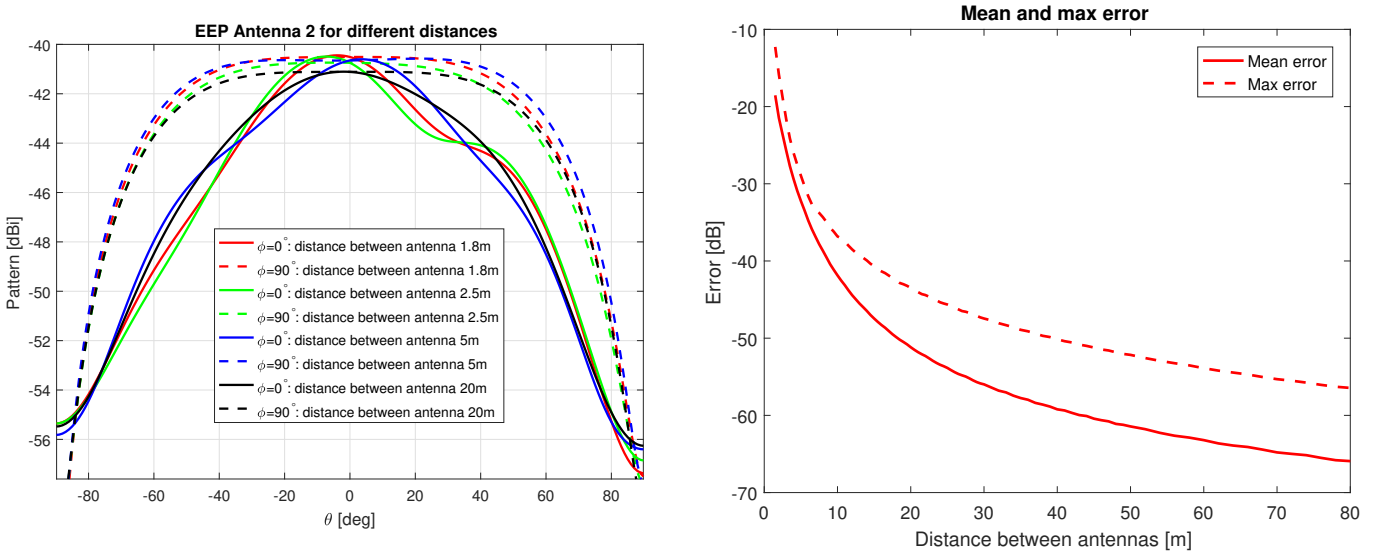 EEP Antenna 2 for different distances
Pattern [dBi]
-40
-42
-44
-46
-48
-50
-52
-54
-56
-80
-60
-40
-20
0
20
40
60
80
θ [deg]
ϕ=0°: distance between antenna 1.8m
ϕ=90°: distance between antenna 1.8m
ϕ=0°: distance between antenna 2.5m
ϕ=90°: distance between antenna 2.5m
ϕ=0°: distance between antenna 5m
ϕ=90°: distance between antenna 5m
ϕ=0°: distance between antenna 20m
ϕ=90°: distance between antenna 20m
Mean and max error
Error [dB]
-10
-20
-30
-40
-50
-60
-70
0
10
20
30
40
50
60
70
80
Distance between antennas [m]
Mean error
Max error